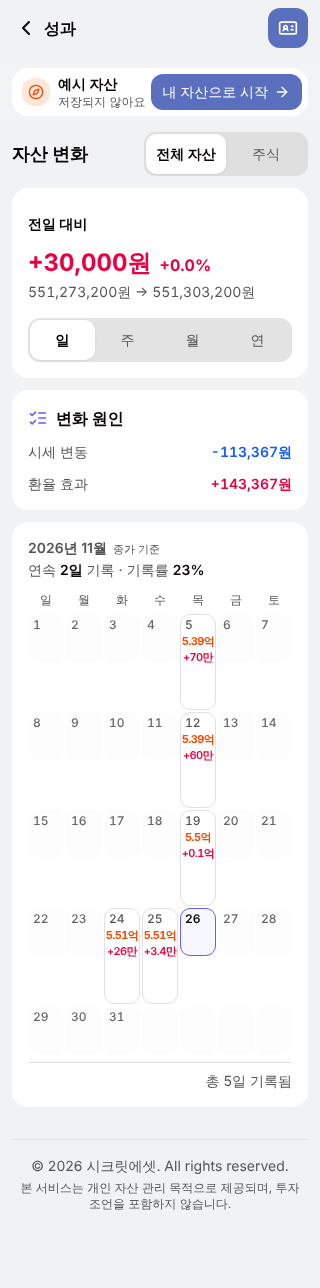 성과
예시 자산
저장되지 않아요
내 자산으로 시작 →
자산 변화
전체 자산 주식
전일 대비
+30,000원 +0.0%
551,273,200원 → 551,303,200원
일 주 월 연
변화 원인
시세 변동 -113,367원
환율 효과 +143,367원
2026년 11월 종가 기준
연속 2일 기록 · 기록률 23%
일 월 화 수 목 금 토
1 2 3 4 5 6 7
5.39억
+70만
8 9 10 11 12 13 14
5.39억
+60만
15 16 17 18 19 20 21
5.5억
+0.1억
22 23 24 25 26 27 28
5.51억 5.51억
+26만 +3.4만
29 30 31
총 5일 기록됨
© 2026 시크릿에셋. All rights reserved.
본 서비스는 개인 자산 관리 목적으로 제공되며, 투자
조언을 포함하지 않습니다.